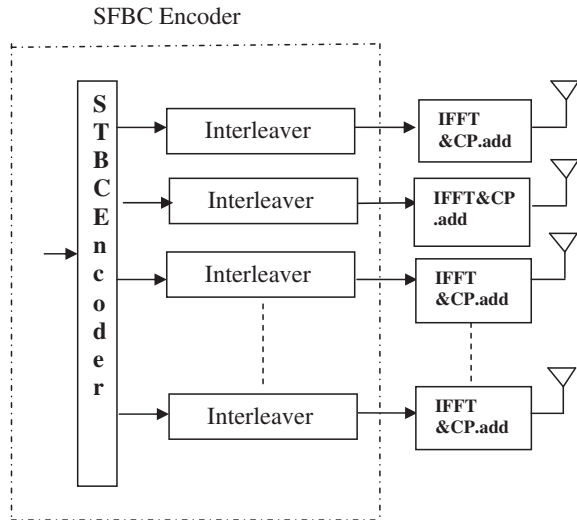 SFBC Encoder
S
T
B
C
E
n
c
o
d
e
r
Interleaver
IFFT
&CP.add
Interleaver
IFFT&CP
.add
Interleaver
IFFT
&CP.add
Interleaver
IFFT
&CP.add